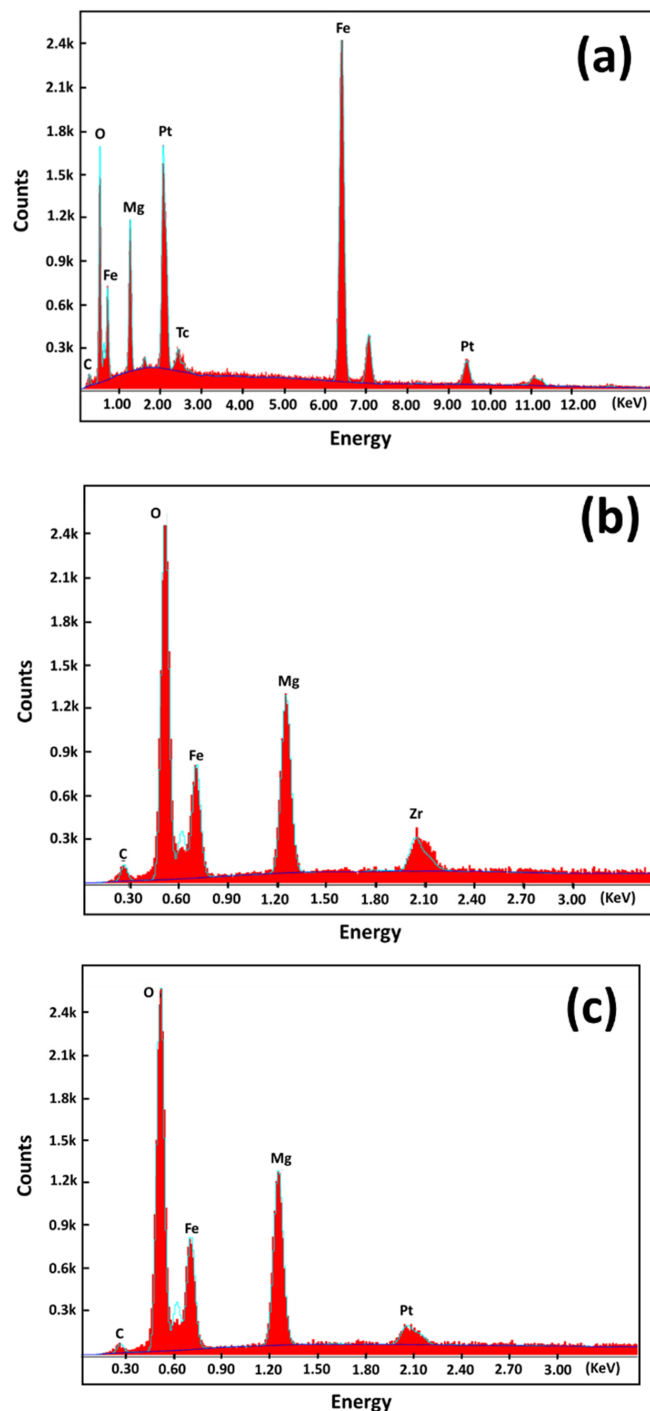 (a)
Fe
2.4k
2.1k
1.8k
1.5k
1.2k
0.9k
0.6k
0.3k
O
Pt
Mg
Fe
Tc
C
Pt
Counts
1.00 2.00 3.00 4.00 5.00 6.00 7.00 8.00 9.00 10.00 11.00 12.00 (KeV)
Energy
(b)
O
2.4k
2.1k
1.8k
1.5k
1.2k
0.9k
0.6k
0.3k
Mg
Fe
Zr
C
Counts
0.30 0.60 0.90 1.20 1.50 1.80 2.10 2.40 2.70 3.00 (KeV)
Energy
(c)
O
2.4k
2.1k
1.8k
1.5k
1.2k
0.9k
0.6k
0.3k
Mg
Fe
Pt
C
Counts
0.30 0.60 0.90 1.20 1.50 1.80 2.10 2.40 2.70 3.00 (KeV)
Energy